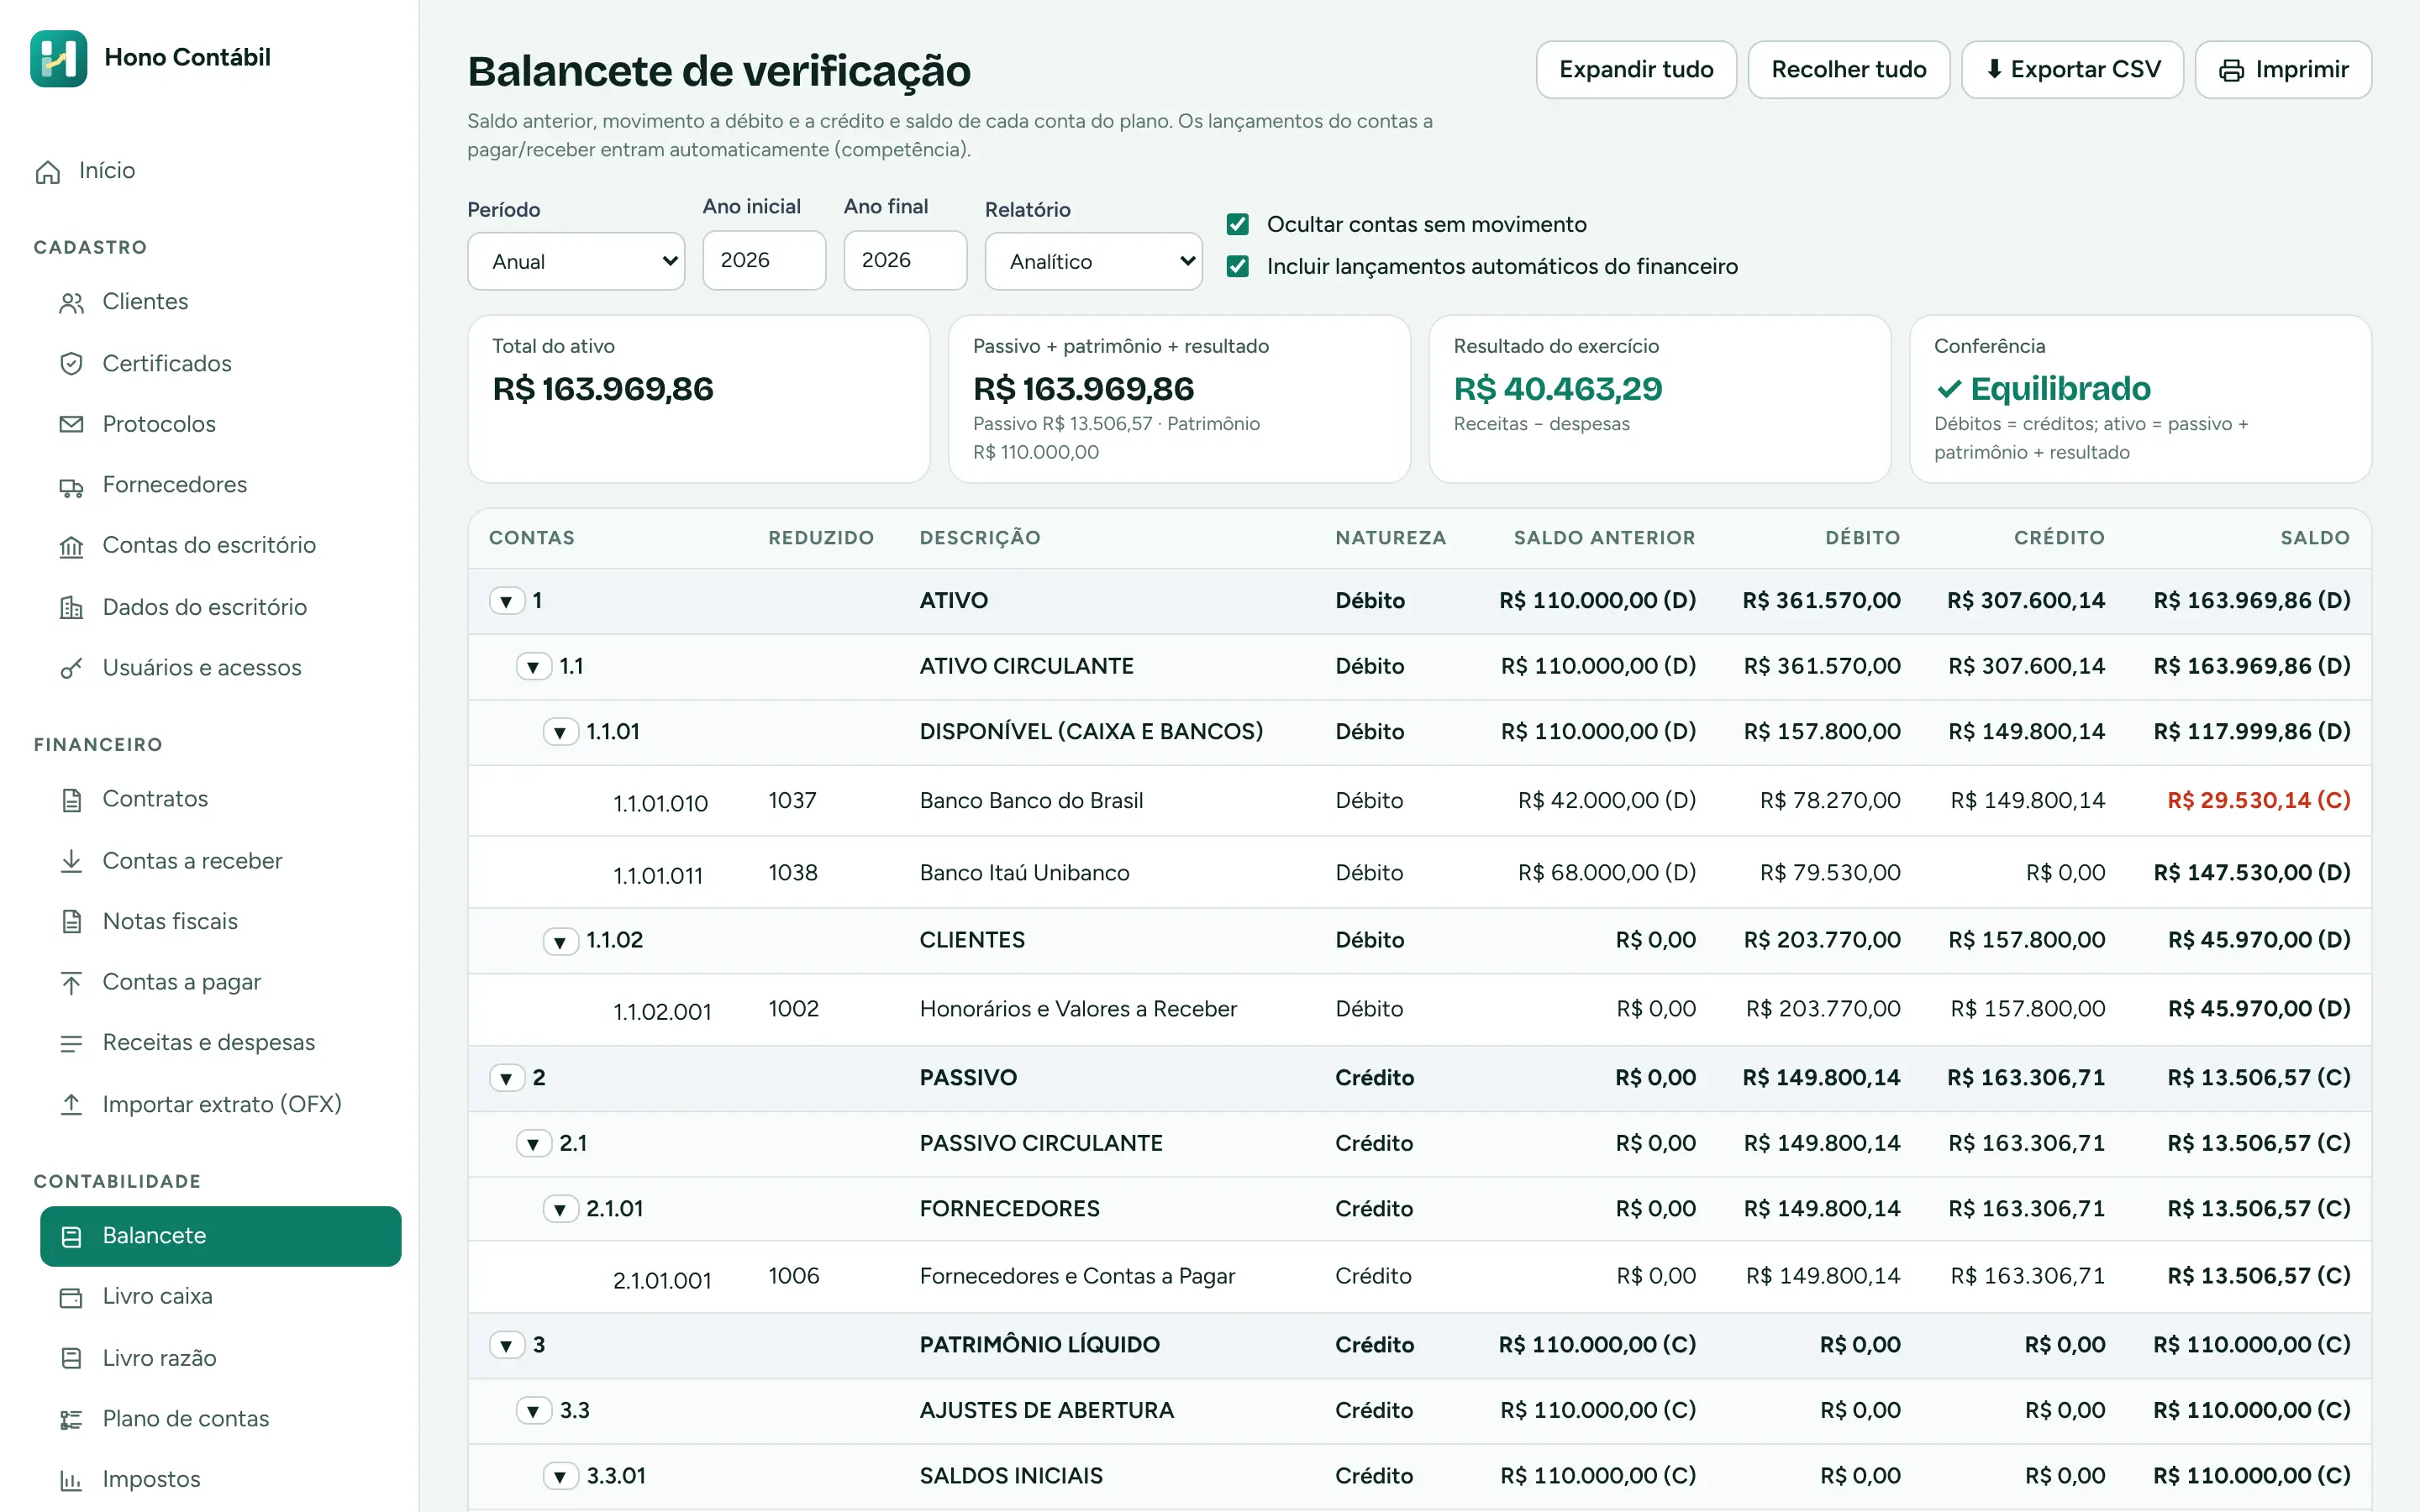 Hono Contábil
Início
CADASTRO
Clientes
Certificados
Protocolos
Fornecedores
Contas do escritório
Dados do escritório
Usuários e acessos
FINANCEIRO
Contratos
Contas a receber
Notas fiscais
Contas a pagar
Receitas e despesas
Importar extrato (OFX)
CONTABILIDADE
Balancete
Livro caixa
Livro razão
Plano de contas
Impostos
Balancete de verificação
Saldo anterior, movimento a débito e a crédito e saldo de cada conta do plano. Os lançamentos do contas a
pagar/receber entram automaticamente (competência).
Expandir tudo Recolher tudo ⬇ Exportar CSV Imprimir
Período Ano inicial Ano final Relatório
Anual 2026 2026 Analítico
Ocultar contas sem movimento
Incluir lançamentos automáticos do financeiro
Total do ativo
R$ 163.969,86
Passivo + patrimônio + resultado
R$ 163.969,86
Passivo R$ 13.506,57 · Patrimônio
R$ 110.000,00
Resultado do exercício
R$ 40.463,29
Receitas − despesas
Conferência
✓ Equilibrado
Débitos = créditos; ativo = passivo +
patrimônio + resultado
CONTAS REDUZIDO DESCRIÇÃO NATUREZA SALDO ANTERIOR DÉBITO CRÉDITO SALDO
▼ 1 ATIVO Débito R$ 110.000,00 (D) R$ 361.570,00 R$ 307.600,14 R$ 163.969,86 (D)
▼ 1.1 ATIVO CIRCULANTE Débito R$ 110.000,00 (D) R$ 361.570,00 R$ 307.600,14 R$ 163.969,86 (D)
▼ 1.1.01 DISPONÍVEL (CAIXA E BANCOS) Débito R$ 110.000,00 (D) R$ 157.800,00 R$ 149.800,14 R$ 117.999,86 (D)
1.1.01.010 1037 Banco Banco do Brasil Débito R$ 42.000,00 (D) R$ 78.270,00 R$ 149.800,14 R$ 29.530,14 (C)
1.1.01.011 1038 Banco Itaú Unibanco Débito R$ 68.000,00 (D) R$ 79.530,00 R$ 0,00 R$ 147.530,00 (D)
▼ 1.1.02 CLIENTES Débito R$ 0,00 R$ 203.770,00 R$ 157.800,00 R$ 45.970,00 (D)
1.1.02.001 1002 Honorários e Valores a Receber Débito R$ 0,00 R$ 203.770,00 R$ 157.800,00 R$ 45.970,00 (D)
▼ 2 PASSIVO Crédito R$ 0,00 R$ 149.800,14 R$ 163.306,71 R$ 13.506,57 (C)
▼ 2.1 PASSIVO CIRCULANTE Crédito R$ 0,00 R$ 149.800,14 R$ 163.306,71 R$ 13.506,57 (C)
▼ 2.1.01 FORNECEDORES Crédito R$ 0,00 R$ 149.800,14 R$ 163.306,71 R$ 13.506,57 (C)
2.1.01.001 1006 Fornecedores e Contas a Pagar Crédito R$ 0,00 R$ 149.800,14 R$ 163.306,71 R$ 13.506,57 (C)
▼ 3 PATRIMÔNIO LÍQUIDO Crédito R$ 110.000,00 (C) R$ 0,00 R$ 0,00 R$ 110.000,00 (C)
▼ 3.3 AJUSTES DE ABERTURA Crédito R$ 110.000,00 (C) R$ 0,00 R$ 0,00 R$ 110.000,00 (C)
▼ 3.3.01 SALDOS INICIAIS Crédito R$ 110.000,00 (C) R$ 0,00 R$ 0,00 R$ 110.000,00 (C)